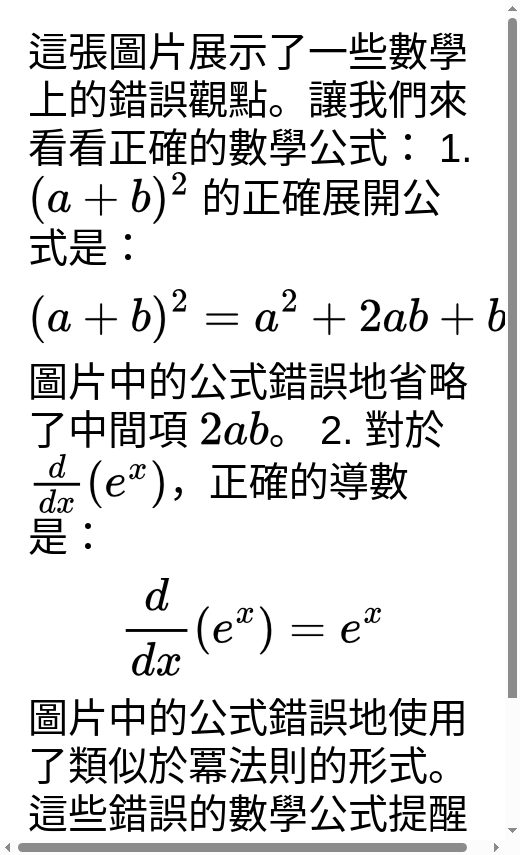 這張圖片展示了一些數學
上的錯誤觀點。讓我們來
看看正確的數學公式： 1.
$(a+b)^2$ 的正確展開公
式是：
$(a+b)^2 = a^2 + 2ab + b$
圖片中的公式錯誤地省略
了中間項 $2ab$。 2. 對於
$\frac{d}{dx}(e^x)$，正確的導數
是：
$\frac{d}{dx}(e^x) = e^x$
圖片中的公式錯誤地使用
了類似於冪法則的形式。
這些錯誤的數學公式提醒